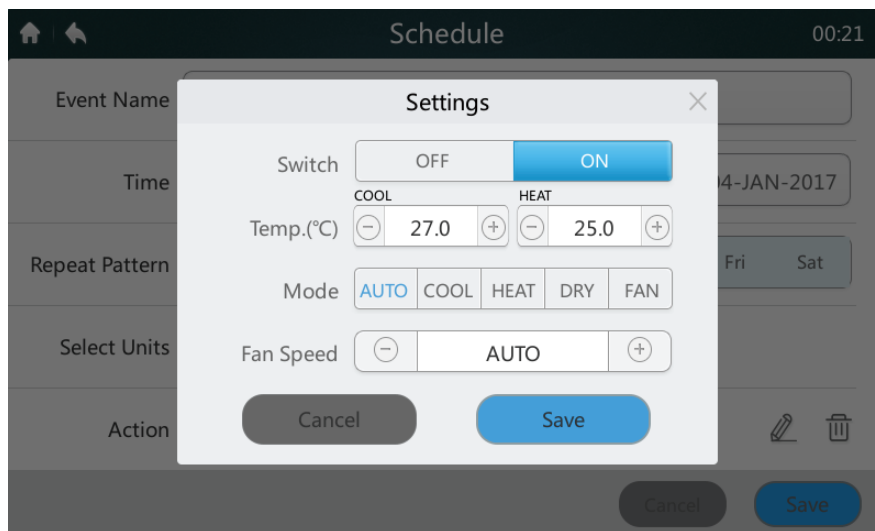 Schedule
00:21
Event Name
Settings
Switch
OFF
ON
Time
-JAN-2017
COOL
HEAT
Temp.(°C)
27.0
25.0
Repeat Pattern
Fri
Sat
Mode
AUTO
COOL
HEAT
DRY
FAN
Select Units
Fan Speed
AUTO
Action
Cancel
Save
Cancel
Save